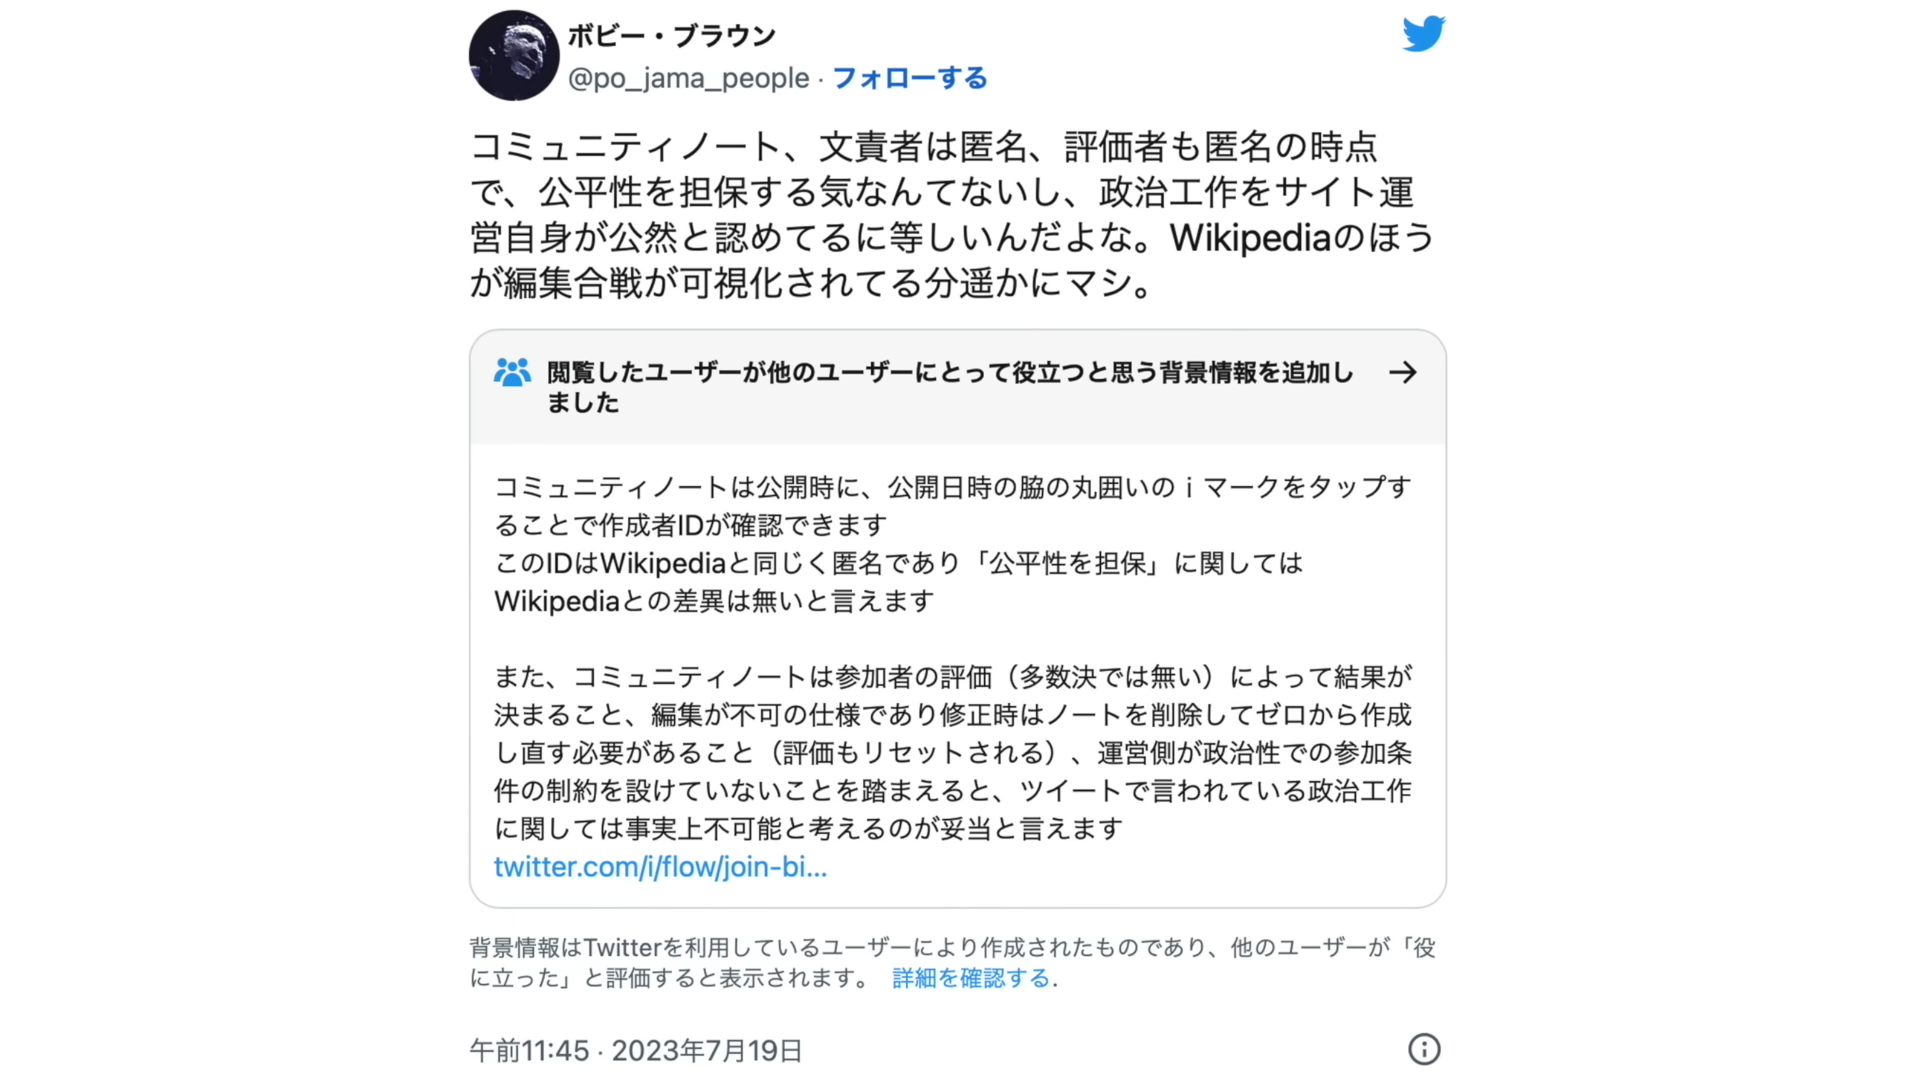 ボビー・ブラウン
@po_jama_people · フォローする
コミュニティノート、文責者は匿名、評価者も匿名の時点
で、公平性を担保する気なんてないし、政治工作をサイト運
営自身が公然と認めてるに等しいんだよな。Wikipediaのほう
が編集合戦が可視化されてる分遥かにマシ。
閲覧したユーザーが他のユーザーにとって役立つと思う背景情報を追加し
ました
コミュニティノートは公開時に、公開日時の脇の丸囲いのｉマークをタップす
ることで作成者IDが確認できます
このIDはWikipediaと同じく匿名であり「公平性を担保」に関しては
Wikipediaとの差異は無いと言えます
また、コミュニティノートは参加者の評価（多数決では無い）によって結果が
決まること、編集が不可の仕様であり修正時はノートを削除してゼロから作成
し直す必要があること（評価もリセットされる）、運営側が政治性での参加条
件の制約を設けていないことを踏まえると、ツイートで言われている政治工作
に関しては事実上不可能と考えるのが妥当と言えます
twitter.com/i/flow/join-bi…
背景情報はTwitterを利用しているユーザーにより作成されたものであり、他のユーザーが「役
に立った」と評価すると表示されます。 詳細を確認する.
午前11:45 · 2023年7月19日